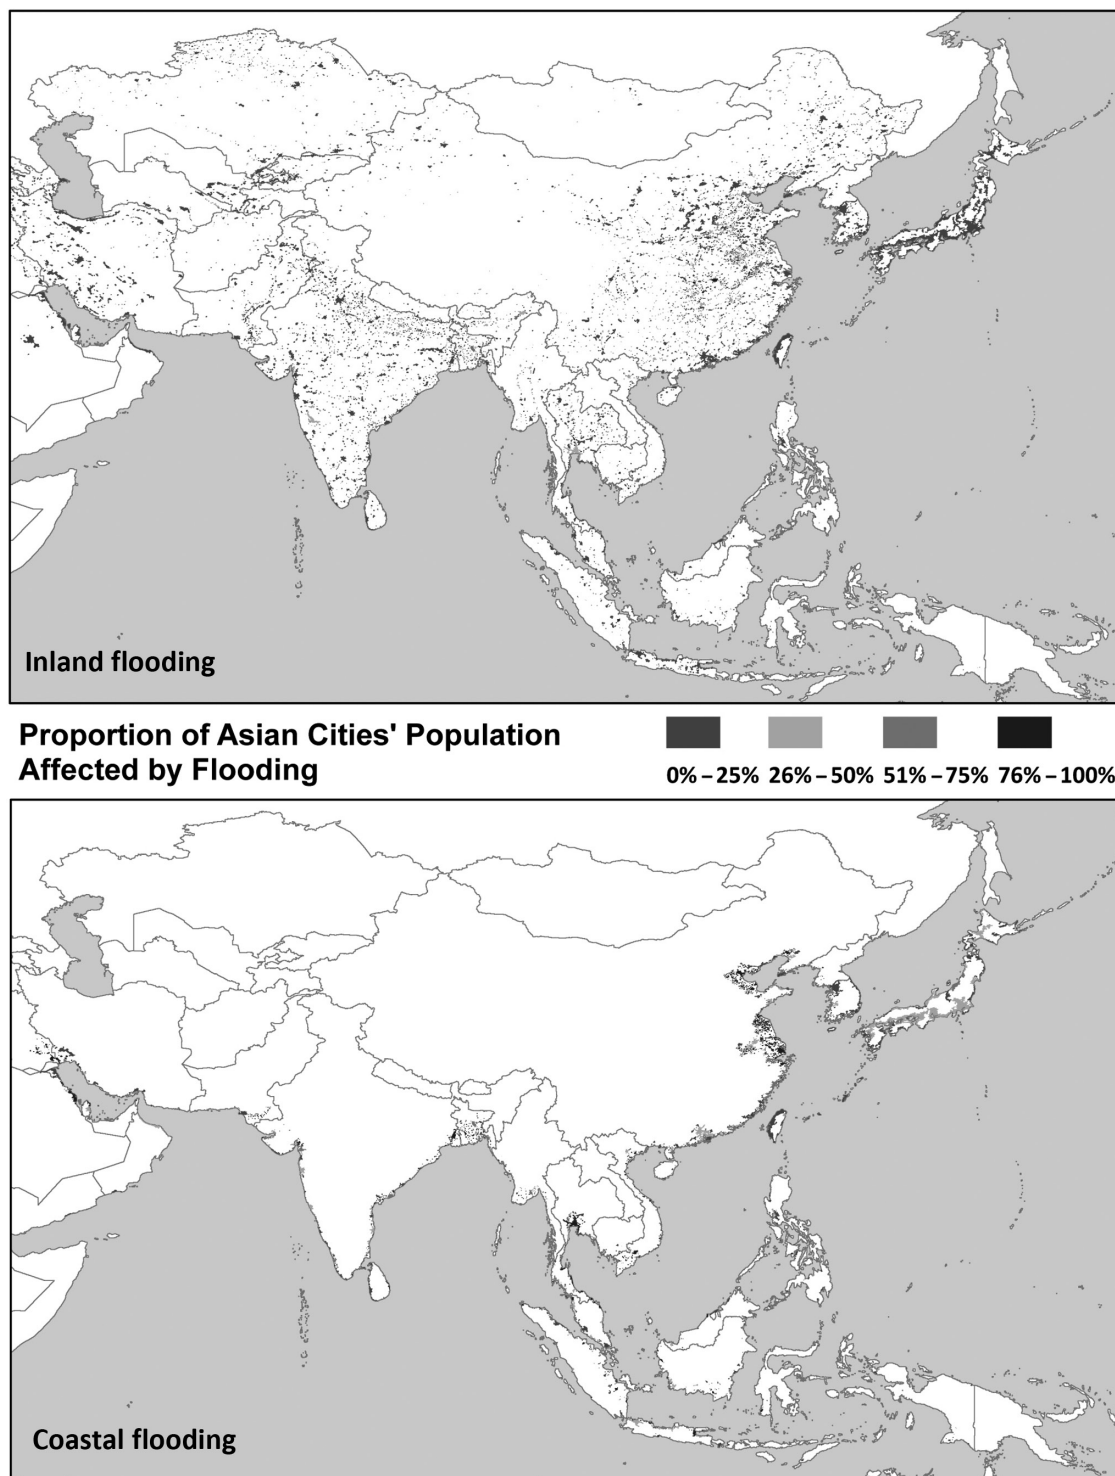 Inland flooding
Proportion of Asian Cities' Population
Affected by Flooding
0% – 25% 26% – 50% 51% – 75% 76% – 100%
Coastal flooding